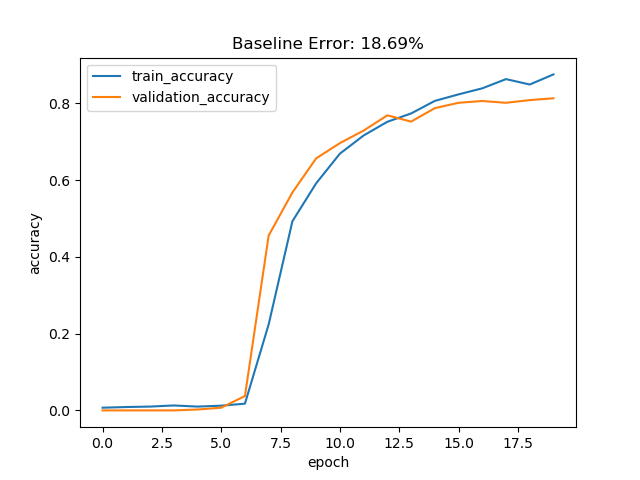 Baseline Error: 18.69%
train_accuracy
validation_accuracy
accuracy
0.8
0.6
0.4
0.2
0.0
0.0 2.5 5.0 7.5 10.0 12.5 15.0 17.5
epoch